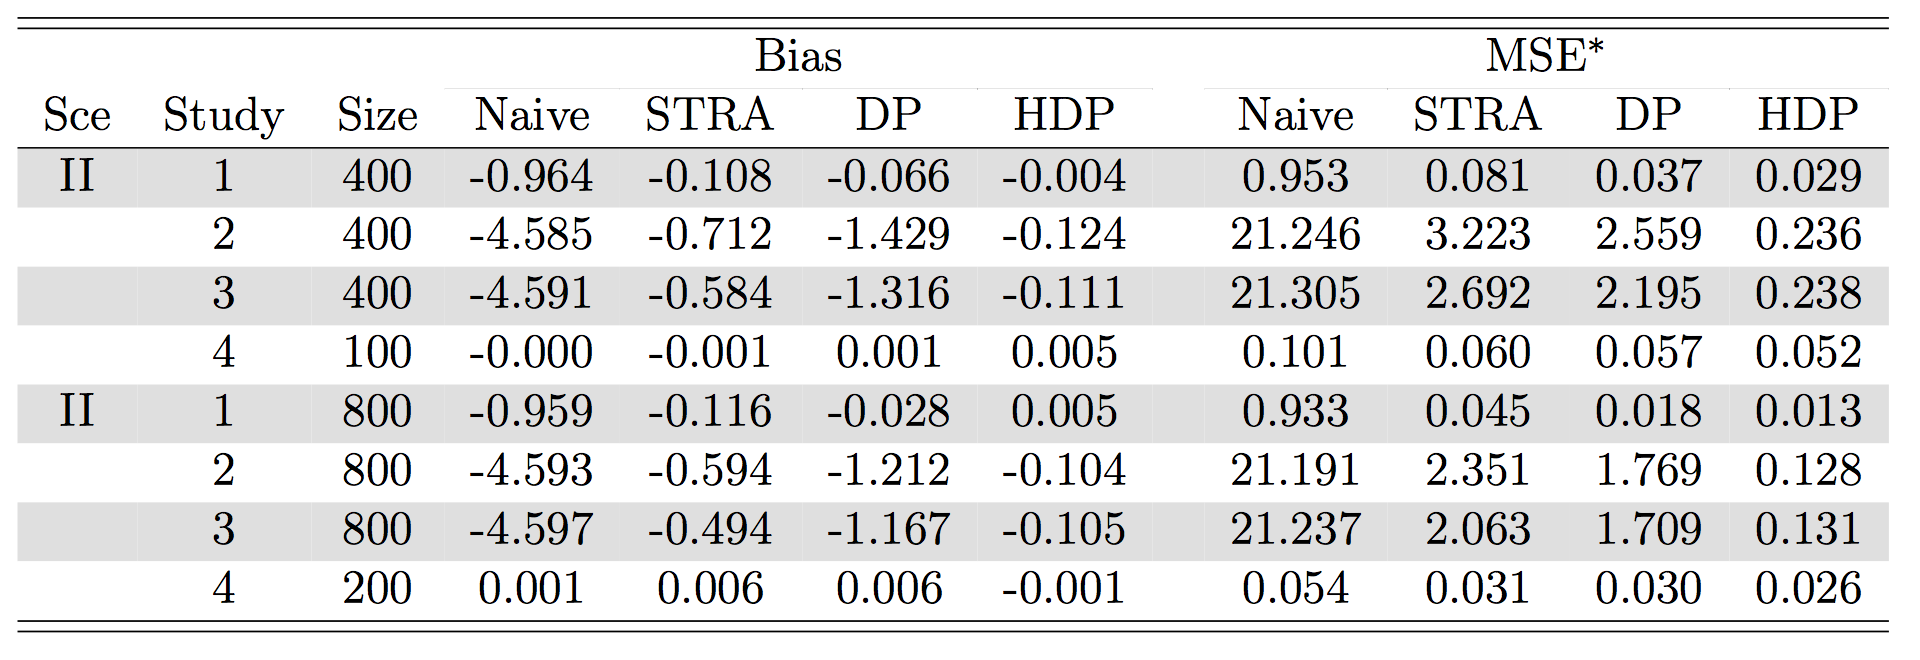 Bias MSE*
Sce Study Size Naive STRA DP HDP Naive STRA DP HDP
II 1 400 -0.964 -0.108 -0.066 -0.004 0.953 0.081 0.037 0.029
2 400 -4.585 -0.712 -1.429 -0.124 21.246 3.223 2.559 0.236
3 400 -4.591 -0.584 -1.316 -0.111 21.305 2.692 2.195 0.238
4 100 -0.000 -0.001 0.001 0.005 0.101 0.060 0.057 0.052
II 1 800 -0.959 -0.116 -0.028 0.005 0.933 0.045 0.018 0.013
2 800 -4.593 -0.594 -1.212 -0.104 21.191 2.351 1.769 0.128
3 800 -4.597 -0.494 -1.167 -0.105 21.237 2.063 1.709 0.131
4 200 0.001 0.006 0.006 -0.001 0.054 0.031 0.030 0.026